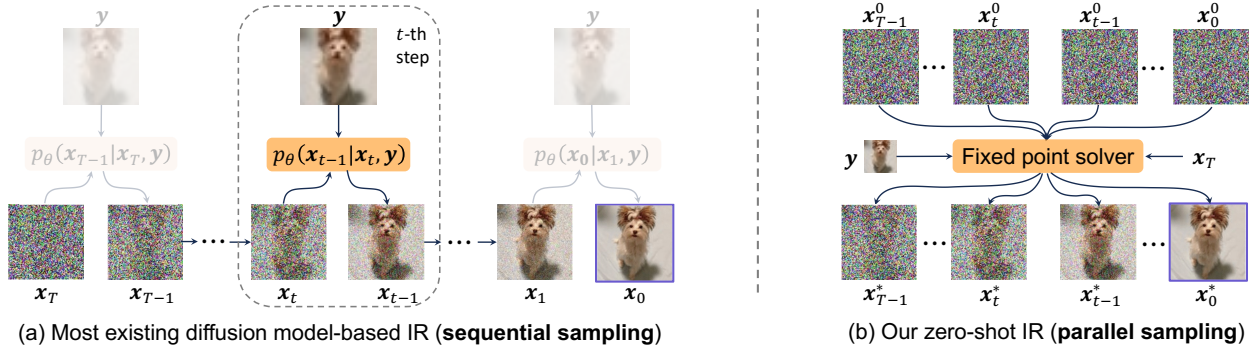 y
y
y
t-th
step
p_θ(x_{T−1}|x_T, y)
p_θ(x_{t−1}|x_t, y)
p_θ(x_0|x_1, y)
...
...
x_T
x_{T−1}
x_t
x_{t−1}
x_1
x_0
(a) Most existing diffusion model-based IR (sequential sampling)
x^0_{T−1}
x^0_t
x^0_{t−1}
x^0_0
...
...
y
Fixed point solver
x_T
...
...
x^*_{T−1}
x^*_t
x^*_{t−1}
x^*_0
(b) Our zero-shot IR (parallel sampling)